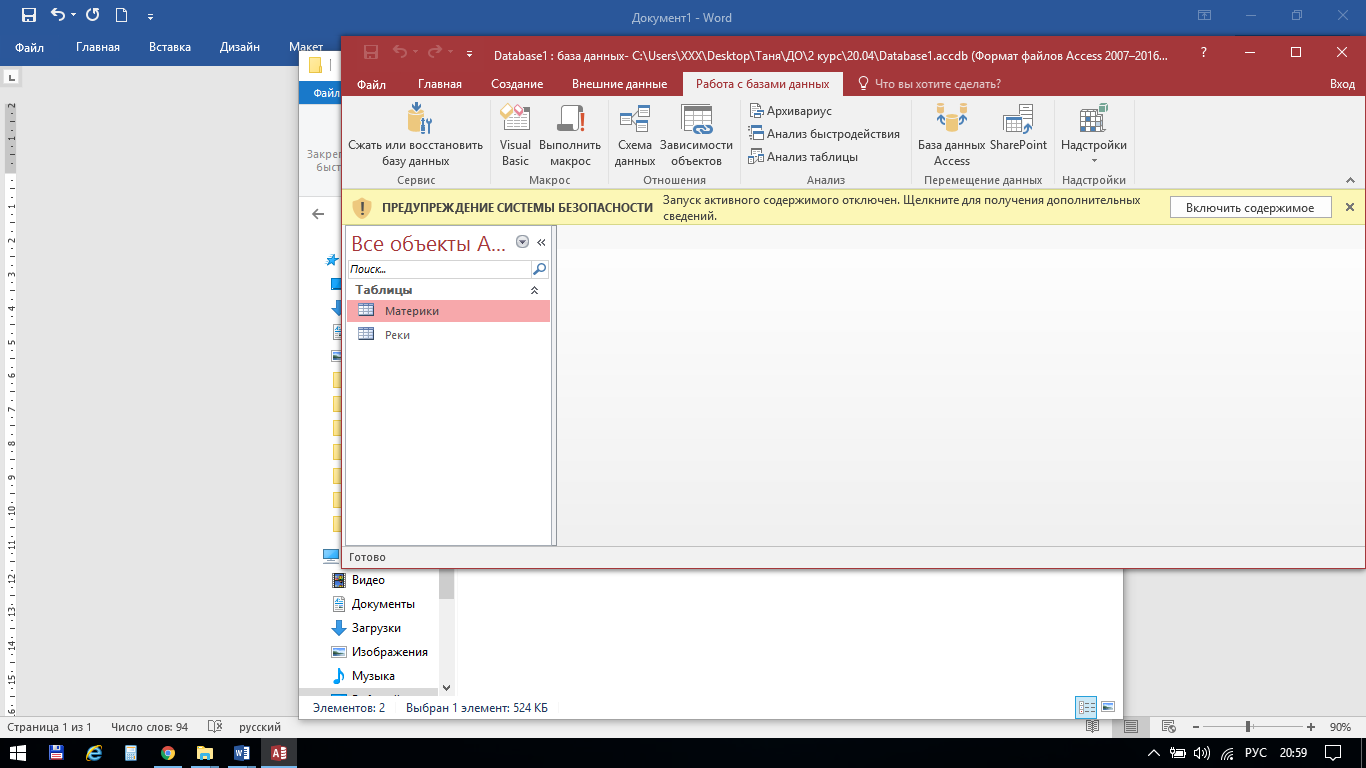 Документ1 - Word
Файл
Главная
Вставка
Дизайн
Макет
Database1 : база данных- C:\Users\XXX\Desktop\Таня\ДО\2 курс\20.04\Database1.accdb (Формат файлов Access 2007–2016...
?
Файл
Главная
Создание
Внешние данные
Работа с базами данных
Что вы хотите сделать?
Вход
Файл
Сжать или восстановить
базу данных
Visual
Basic
Выполнить
макрос
Схема
данных
Зависимости
объектов
Архивариус
Анализ быстродействия
Анализ таблицы
База данных
Access
SharePoint
Надстройки
Сервис
Макрос
Отношения
Анализ
Перемещение данных
Надстройки
ПРЕДУПРЕЖДЕНИЕ СИСТЕМЫ БЕЗОПАСНОСТИ
Запуск активного содержимого отключен. Щелкните для получения дополнительных
сведений.
Включить содержимое
Все объекты A...
Поиск...
Таблицы
Материки
Реки
Готово
Видео
Документы
Загрузки
Изображения
Музыка
Элементов: 2
Выбран 1 элемент: 524 КБ
Страница 1 из 1
Число слов: 94
русский
90%
РУС
20:59